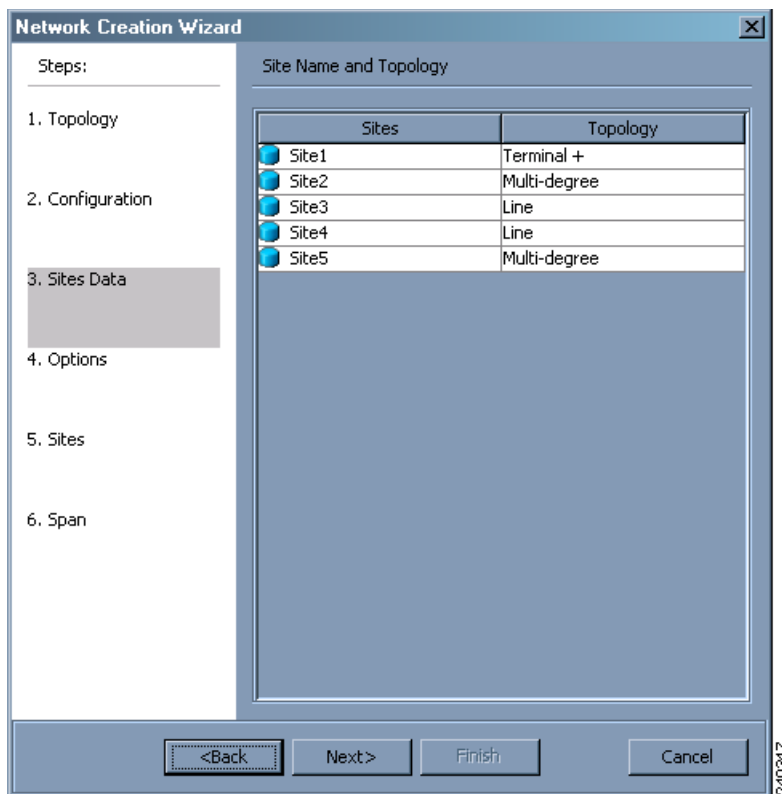 Network Creation Wizard
Steps:
Site Name and Topology
1. Topology
2. Configuration
3. Sites Data
4. Options
5. Sites
6. Span
Sites Topology
Site1 Terminal +
Site2 Multi-degree
Site3 Line
Site4 Line
Site5 Multi-degree
<Back Next> Finish Cancel